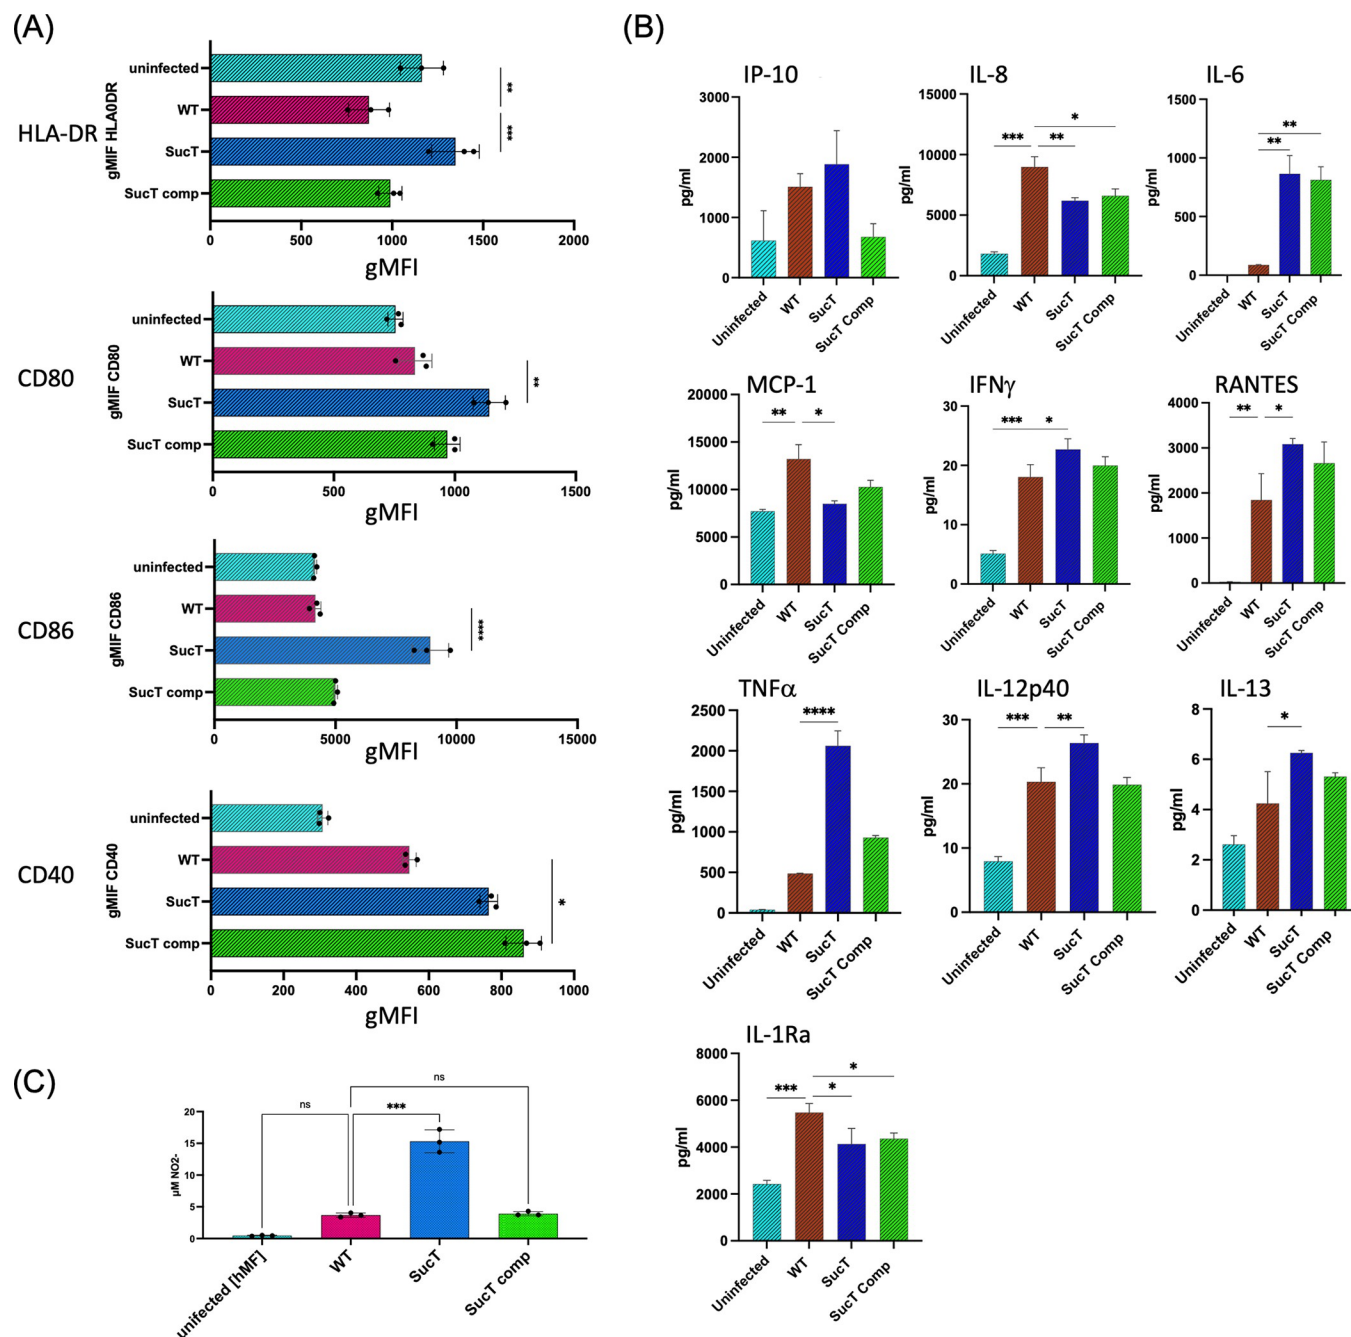 (A)
HLA-DR
gMIF HLA0DR
uninfected
WT
SucT
SucT comp
**
***
0 500 1000 1500 2000
gMFI
CD80
gMIF CD80
uninfected
WT
SucT
SucT comp
**
0 500 1000 1500
gMFI
CD86
gMIF CD86
uninfected
WT
SucT
SucT comp
****
0 5000 10000 15000
gMFI
CD40
gMIF CD40
uninfected
WT
SucT
SucT comp
*
0 200 400 600 800 1000
gMFI
(B)
IP-10
pg/ml
3000
2000
1000
0
Uninfected WT SucT SucT Comp
IL-8
pg/ml
15000
10000
5000
0
*** ** *
Uninfected WT SucT SucT Comp
IL-6
pg/ml
1500
1000
500
0
**
**
Uninfected WT SucT SucT Comp
MCP-1
pg/ml
20000
15000
10000
5000
0
** *
Uninfected WT SucT SucT Comp
IFNγ
pg/ml
30
20
10
0
*** *
Uninfected WT SucT SucT Comp
RANTES
pg/ml
4000
3000
2000
1000
0
** *
Uninfected WT SucT SucT Comp
TNFα
pg/ml
2500
2000
1500
1000
500
0
****
Uninfected WT SucT SucT Comp
IL-12p40
pg/ml
30
20
10
0
*** **
Uninfected WT SucT SucT Comp
IL-13
pg/ml
8
6
4
2
0
*
Uninfected WT SucT SucT Comp
IL-1Ra
pg/ml
8000
6000
4000
2000
0
*** * *
Uninfected WT SucT SucT Comp
(C)
µM NO2-
20
15
10
5
0
ns
ns
***
unifected [hMF] WT SucT SucT comp